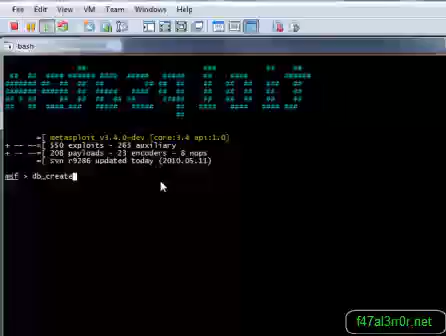 File View VM Team Windows Help
bash
metasploit
=[ metasploit v3.4.0-dev [core:3.4 api:1.0]
+ -- --=[ 550 exploits - 263 auxiliary
+ -- --=[ 208 payloads - 23 encoders - 8 nops
=[ svn r9286 updated today (2010.05.11)
msf > db_create
f47al3rr0r.net